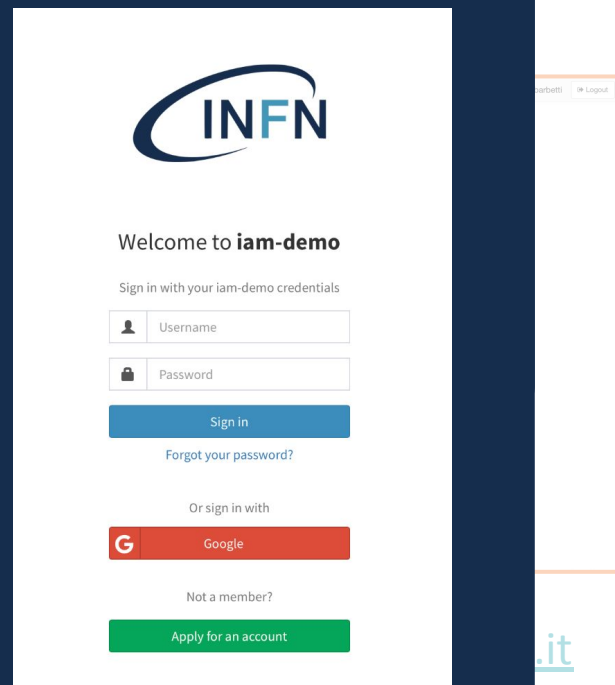 INFN
barbetti Logout
Welcome to iam-demo
Sign in with your iam-demo credentials
Username
Password
Sign in
Forgot your password?
Or sign in with
G Google
Not a member?
Apply for an account
.it